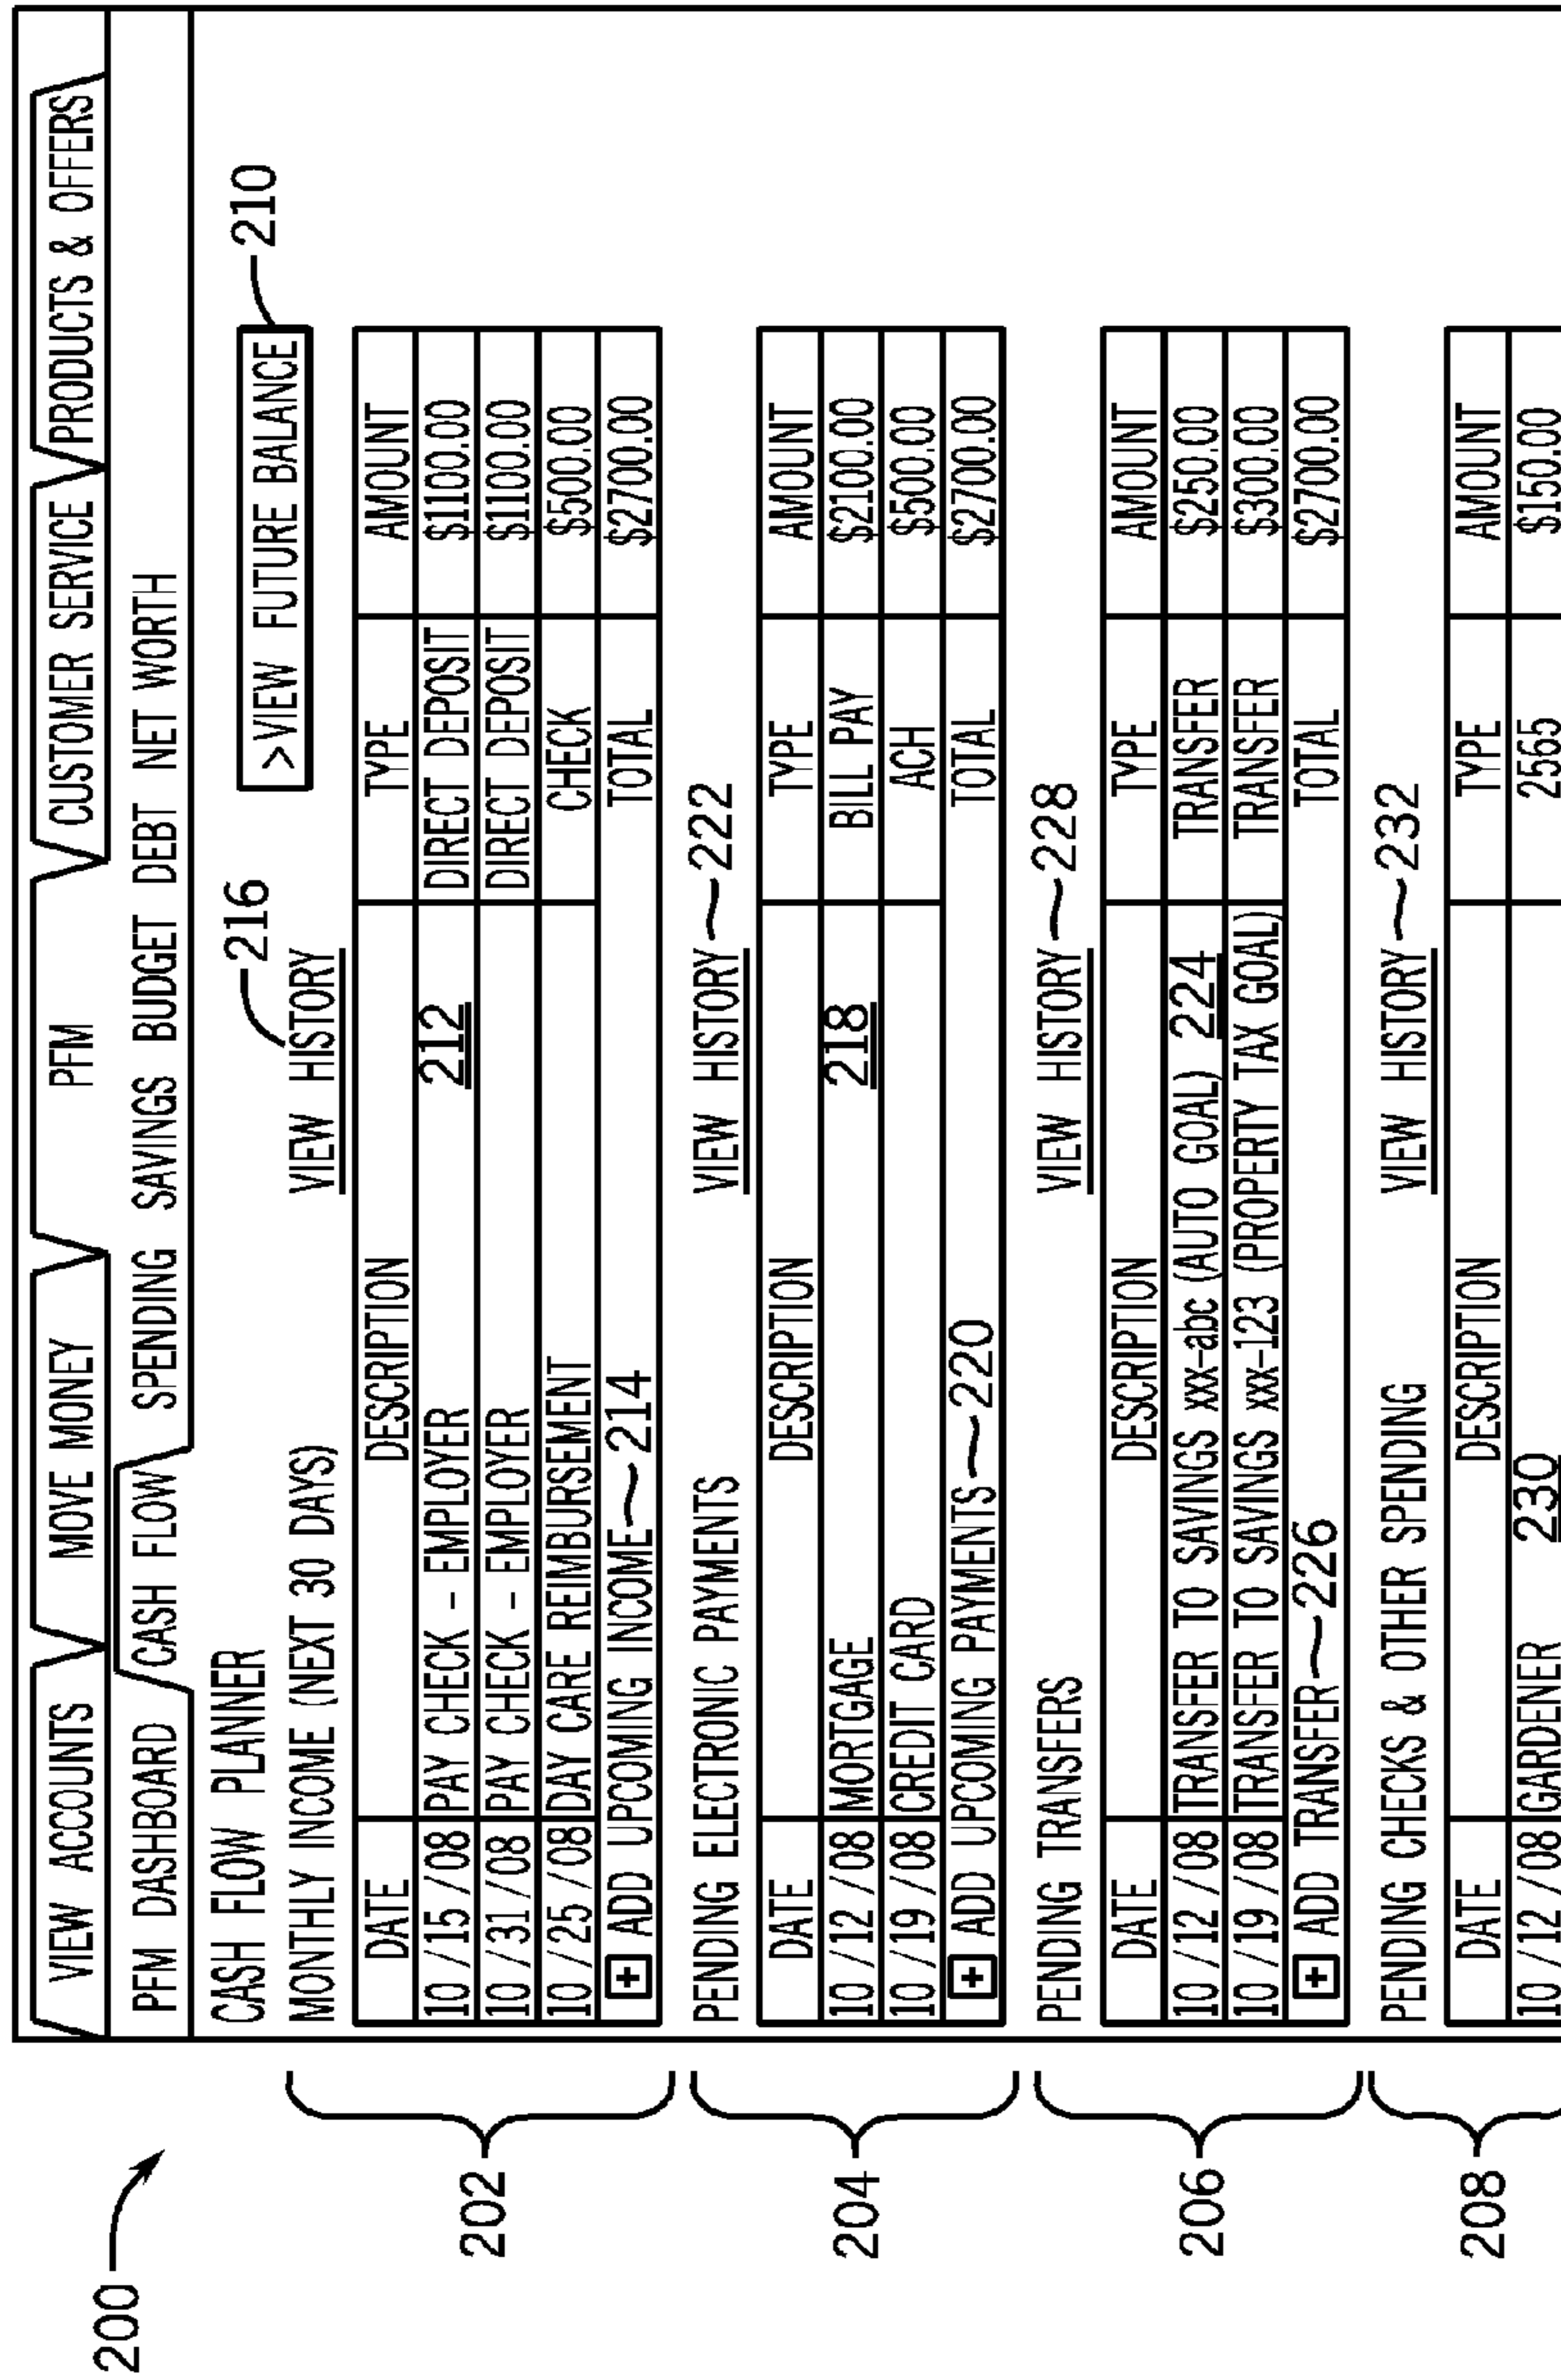 200
VIEW ACCOUNTS MOVE MONEY PFM CUSTOMER SERVICE PRODUCTS & OFFERS
PFM DASHBOARD CASH FLOW SPENDING SAVINGS BUDGET DEBT NET WORTH
CASH FLOW PLANNER 216 >VIEW FUTURE BALANCE 210
MONTHLY INCOME (NEXT 30 DAYS) VIEW HISTORY
202
DATE DESCRIPTION TYPE AMOUNT
10/15/08 PAY CHECK - EMPLOYER 212 DIRECT DEPOSIT $1100.00
10/31/08 PAY CHECK - EMPLOYER DIRECT DEPOSIT $1100.00
10/25/08 DAY CARE REIMBURSEMENT CHECK $500.00
+ ADD UPCOMING INCOME 214 TOTAL $2700.00
PENDING ELECTRONIC PAYMENTS VIEW HISTORY 222
204
DATE DESCRIPTION TYPE AMOUNT
10/12/08 MORTGAGE 218 BILL PAY $2100.00
10/19/08 CREDIT CARD ACH $500.00
+ ADD UPCOMING PAYMENTS 220 TOTAL $2700.00
PENDING TRANSFERS VIEW HISTORY 228
206
DATE DESCRIPTION TYPE AMOUNT
10/12/08 TRANSFER TO SAVINGS xxx-abc (AUTO GOAL) 224 TRANSFER $250.00
10/19/08 TRANSFER TO SAVINGS xxx-123 (PROPERTY TAX GOAL) TRANSFER $300.00
+ ADD TRANSFER 226 TOTAL $2700.00
PENDING CHECKS & OTHER SPENDING VIEW HISTORY 232
208
DATE DESCRIPTION TYPE AMOUNT
10/12/08 GARDENER 230 2565 $150.00